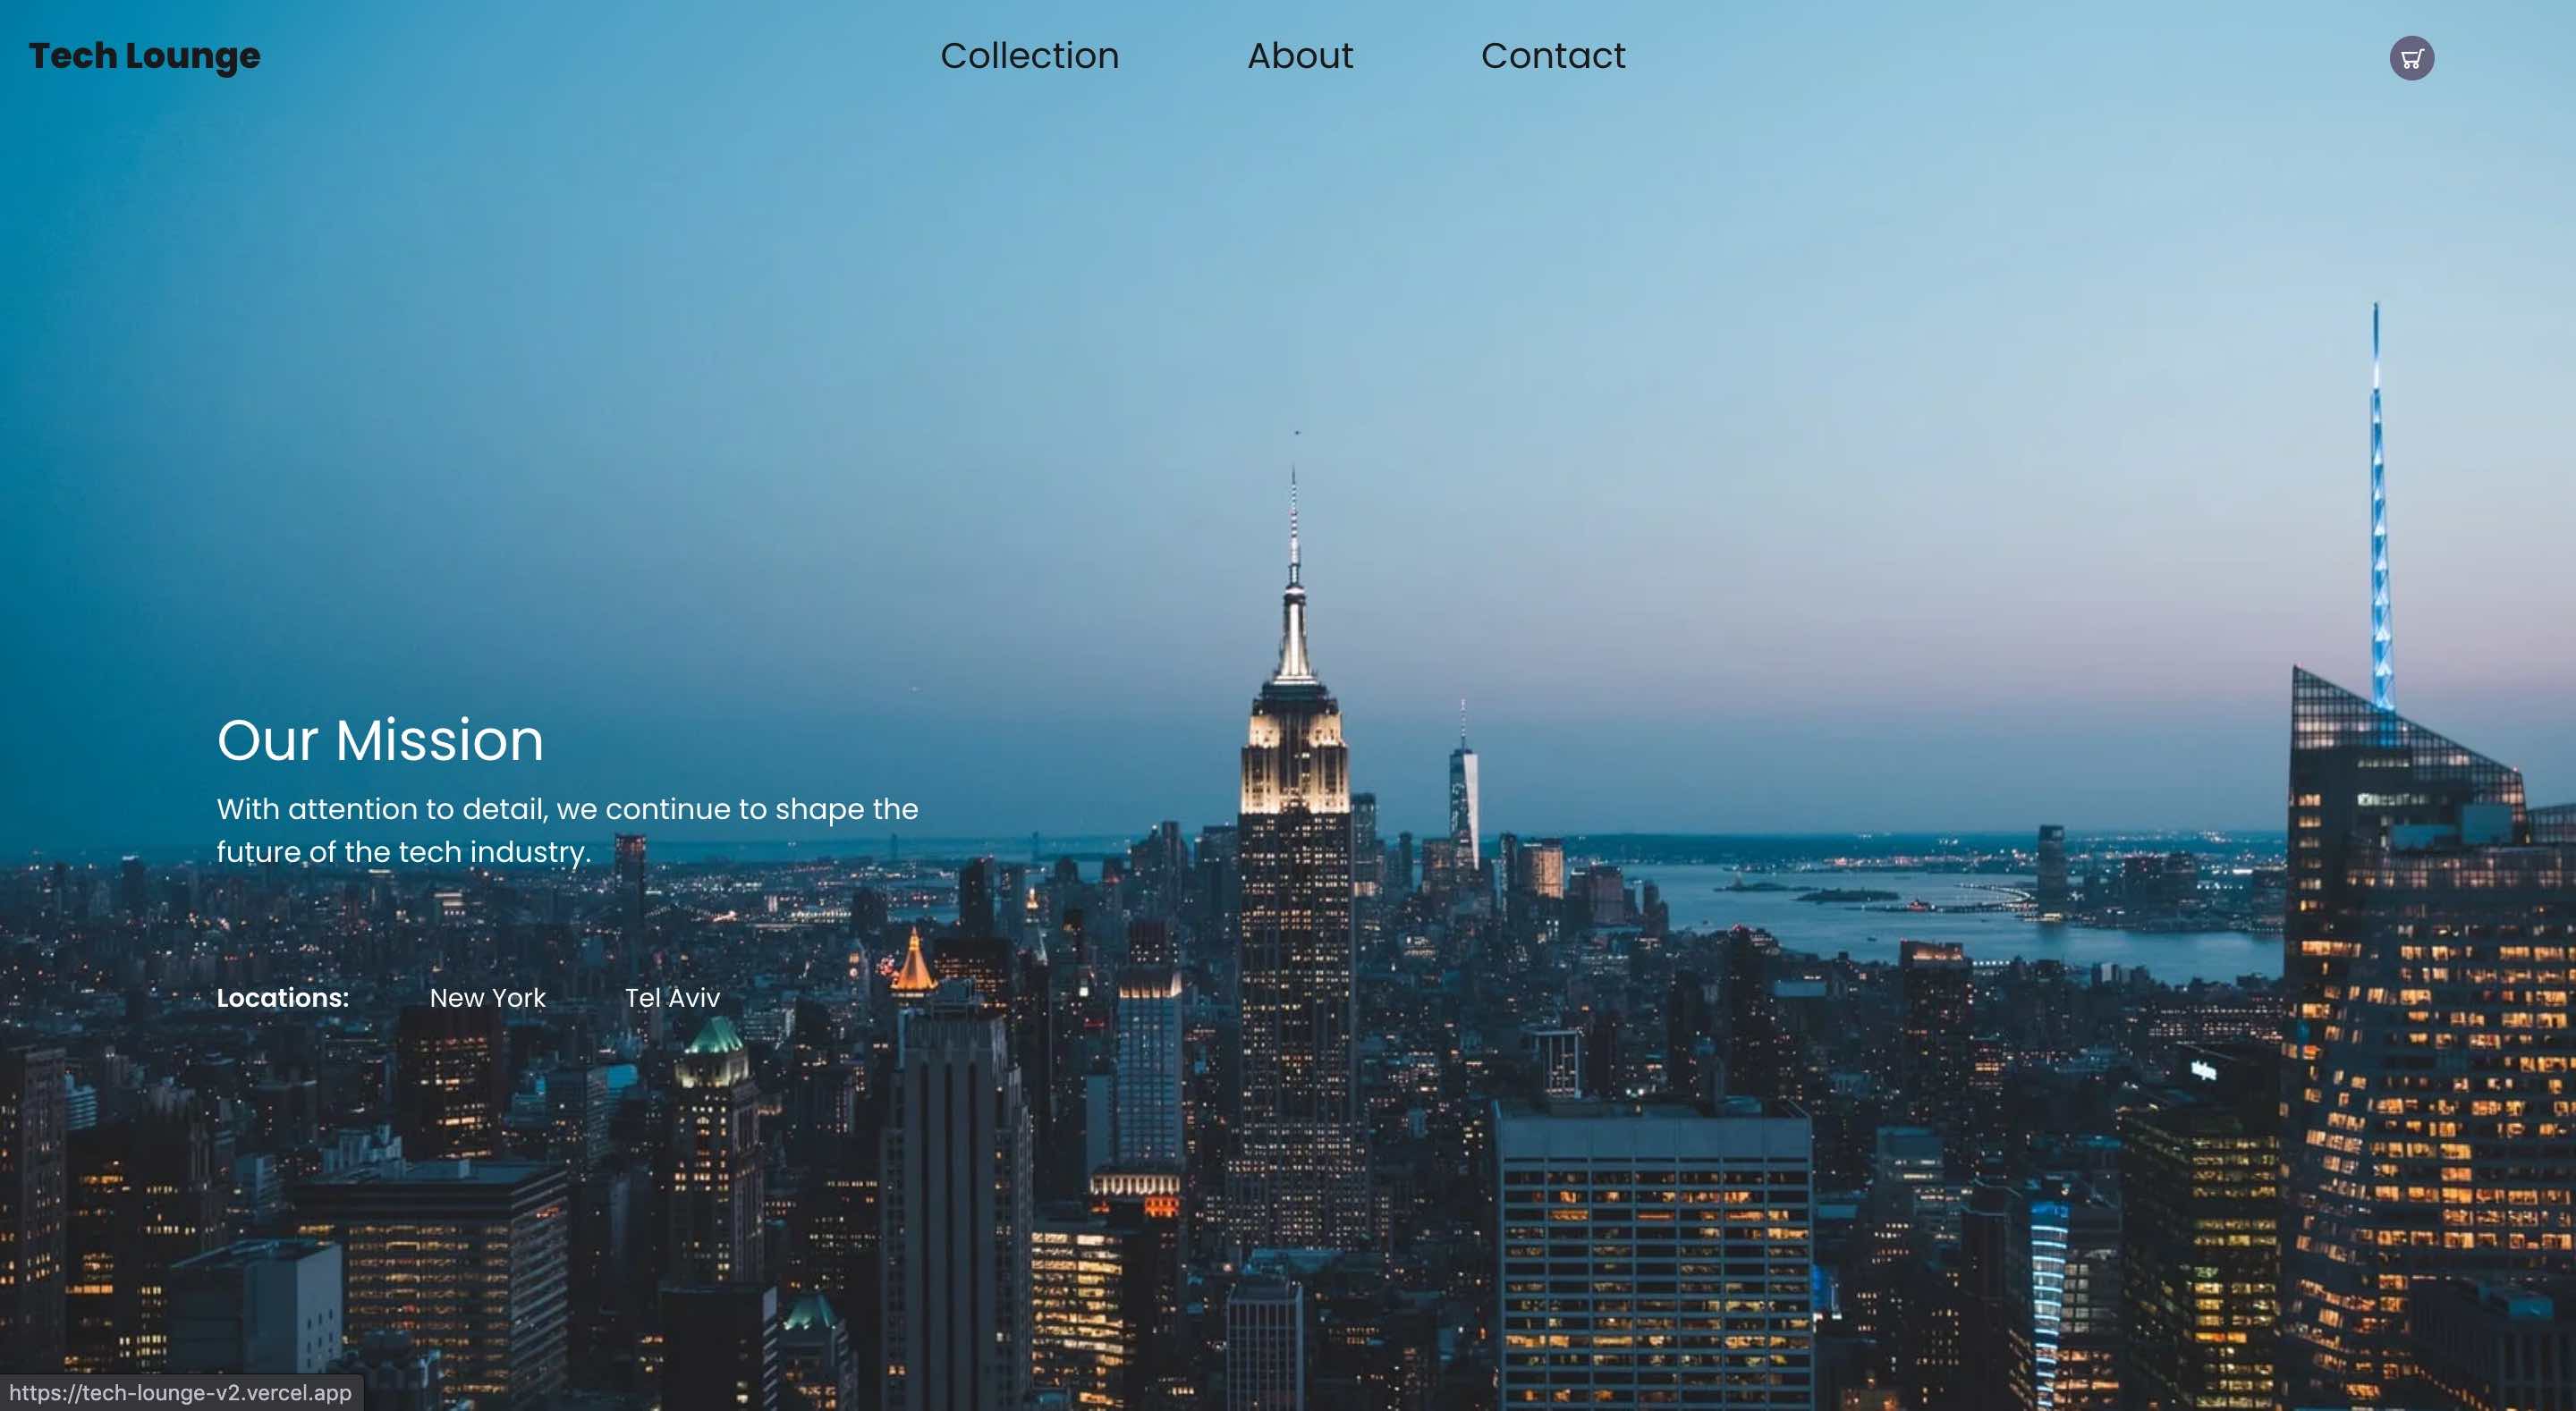 Tech Lounge
Collection
About
Contact
Our Mission
With attention to detail, we continue to shape the
future of the tech industry.
Locations:
New York
Tel Aviv
https://tech-lounge-v2.vercel.app